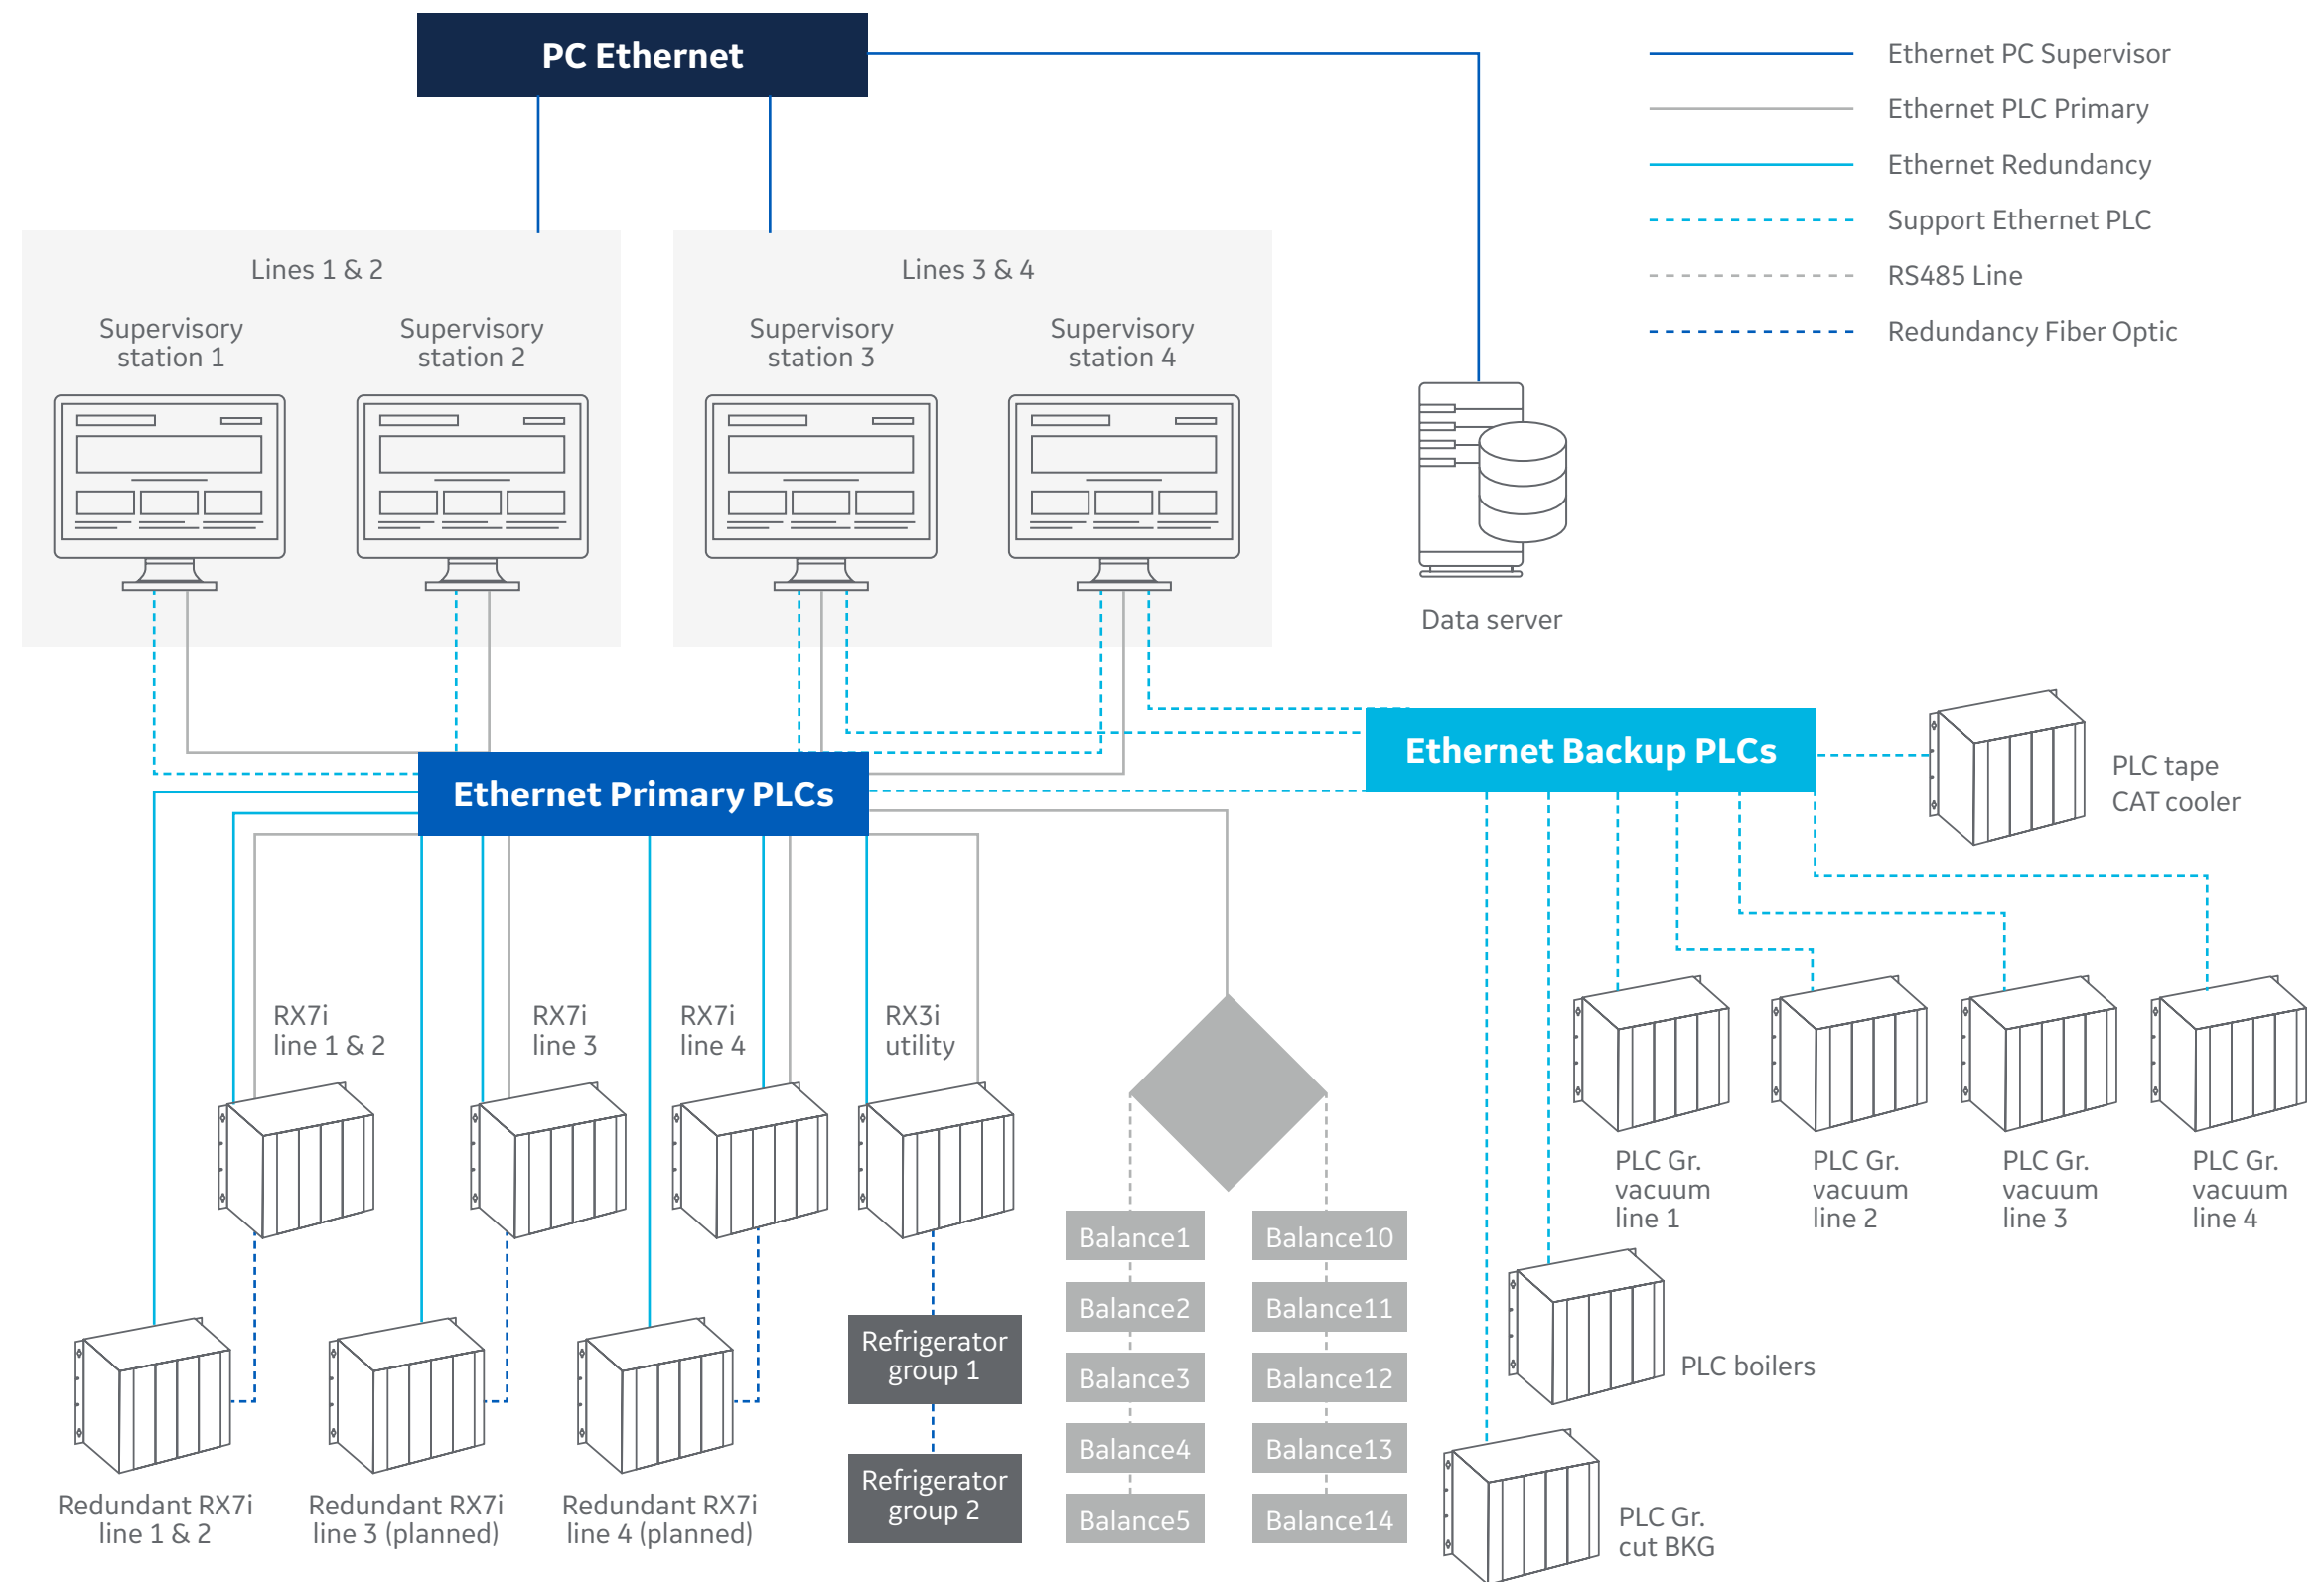 PC Ethernet
Ethernet PC Supervisor
Ethernet PLC Primary
Ethernet Redundancy
Support Ethernet PLC
RS485 Line
Redundancy Fiber Optic
Lines 1 & 2
Supervisory
station 1
Supervisory
station 2
Lines 3 & 4
Supervisory
station 3
Supervisory
station 4
Data server
Ethernet Primary PLCs
Ethernet Backup PLCs
PLC tape
CAT cooler
RX7i
line 1 & 2
RX7i
line 3
RX7i
line 4
RX3i
utility
PLC Gr.
vacuum
line 1
PLC Gr.
vacuum
line 2
PLC Gr.
vacuum
line 3
PLC Gr.
vacuum
line 4
Balance1
Balance2
Balance3
Balance4
Balance5
Balance10
Balance11
Balance12
Balance13
Balance14
Refrigerator
group 1
Refrigerator
group 2
PLC boilers
PLC Gr.
cut BKG
Redundant RX7i
line 1 & 2
Redundant RX7i
line 3 (planned)
Redundant RX7i
line 4 (planned)